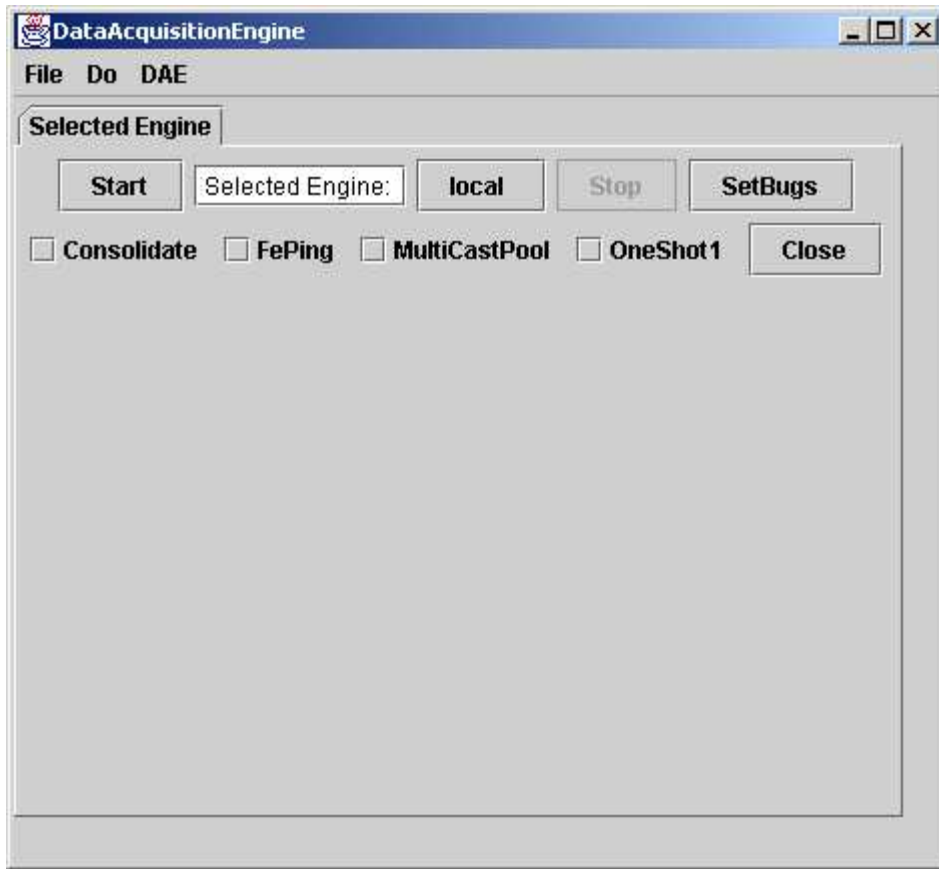 DataAcquisitionEngine
File Do DAE
Selected Engine
Start Selected Engine: local Stop SetBugs
Consolidate FePing MultiCastPool OneShot1 Close